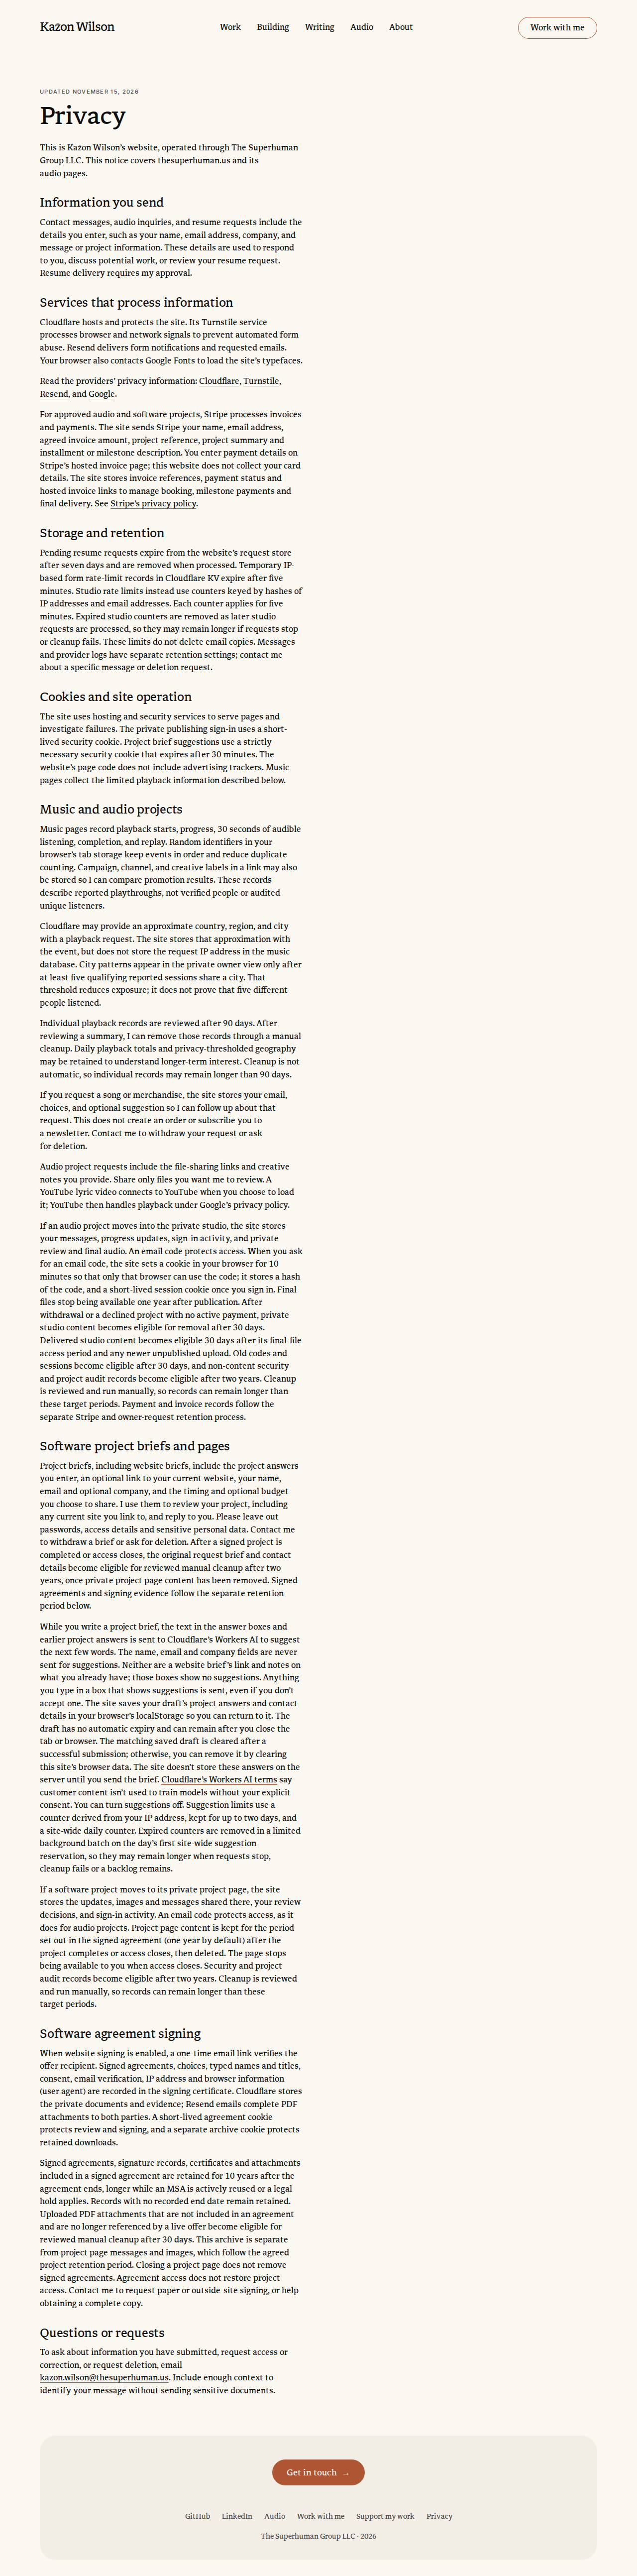 Kazon Wilson
Work
Building
Writing
Audio
About
Work with me
UPDATED NOVEMBER 15, 2026
Privacy
This is Kazon Wilson's website, operated through The Superhuman
Group LLC. This notice covers thesuperhuman.us and its
audio pages.
Information you send
Contact messages, audio inquiries, and resume requests include the
details you enter, such as your name, email address, company, and
message or project information. These details are used to respond
to you, discuss potential work, or review your resume request.
Resume delivery requires my approval.
Services that process information
Cloudflare hosts and protects the site. Its Turnstile service
processes browser and network signals to prevent automated form
abuse. Resend delivers form notifications and requested emails.
Your browser also contacts Google Fonts to load the site's typefaces.
Read the providers' privacy information: Cloudflare, Turnstile,
Resend, and Google.
For approved audio and software projects, Stripe processes invoices
and payments. The site sends Stripe your name, email address,
agreed invoice amount, project reference, project summary and
installment or milestone description. You enter payment details on
Stripe's hosted invoice page; this website does not collect your card
details. The site stores invoice references, payment status and
hosted invoice links to manage booking, milestone payments and
final delivery. See Stripe's privacy policy.
Storage and retention
Pending resume requests expire from the website's request store
after seven days and are removed when processed. Temporary IP-
based form rate-limit records in Cloudflare KV expire after five
minutes. Studio rate limits instead use counters keyed by hashes of
IP addresses and email addresses. Each counter applies for five
minutes. Expired studio counters are removed as later studio
requests are processed, so they may remain longer if requests stop
or cleanup fails. These limits do not delete email copies. Messages
and provider logs have separate retention settings; contact me
about a specific message or deletion request.
Cookies and site operation
The site uses hosting and security services to serve pages and
investigate failures. The private publishing sign-in uses a short-
lived security cookie. Project brief suggestions use a strictly
necessary security cookie that expires after 30 minutes. The
website's page code does not include advertising trackers. Music
pages collect the limited playback information described below.
Music and audio projects
Music pages record playback starts, progress, 30 seconds of audible
listening, completion, and replay. Random identifiers in your
browser's tab storage keep events in order and reduce duplicate
counting. Campaign, channel, and creative labels in a link may also
be stored so I can compare promotion results. These records
describe reported playthroughs, not verified people or audited
unique listeners.
Cloudflare may provide an approximate country, region, and city
with a playback request. The site stores that approximation with
the event, but does not store the request IP address in the music
database. City patterns appear in the private owner view only after
at least five qualifying reported sessions share a city. That
threshold reduces exposure; it does not prove that five different
people listened.
Individual playback records are reviewed after 90 days. After
reviewing a summary, I can remove those records through a manual
cleanup. Daily playback totals and privacy-thresholded geography
may be retained to understand longer-term interest. Cleanup is not
automatic, so individual records may remain longer than 90 days.
If you request a song or merchandise, the site stores your email,
choices, and optional suggestion so I can follow up about that
request. This does not create an order or subscribe you to
a newsletter. Contact me to withdraw your request or ask
for deletion.
Audio project requests include the file-sharing links and creative
notes you provide. Share only files you want me to review. A
YouTube lyric video connects to YouTube when you choose to load
it; YouTube then handles playback under Google's privacy policy.
If an audio project moves into the private studio, the site stores
your messages, progress updates, sign-in activity, and private
review and final audio. An email code protects access. When you ask
for an email code, the site sets a cookie in your browser for 10
minutes so that only that browser can use the code; it stores a hash
of the code, and a short-lived session cookie once you sign in. Final
files stop being available one year after publication. After
withdrawal or a declined project with no active payment, private
studio content becomes eligible for removal after 30 days.
Delivered studio content becomes eligible 30 days after its final-file
access period and any newer unpublished upload. Old codes and
sessions become eligible after 30 days, and non-content security
and project audit records become eligible after two years. Cleanup
is reviewed and run manually, so records can remain longer than
these target periods. Payment and invoice records follow the
separate Stripe and owner-request retention process.
Software project briefs and pages
Project briefs, including website briefs, include the project answers
you enter, an optional link to your current website, your name,
email and optional company, and the timing and optional budget
you choose to share. I use them to review your project, including
any current site you link to, and reply to you. Please leave out
passwords, access details and sensitive personal data. Contact me
to withdraw a brief or ask for deletion. After a signed project is
completed or access closes, the original request brief and contact
details become eligible for reviewed manual cleanup after two
years, once private project page content has been removed. Signed
agreements and signing evidence follow the separate retention
period below.
While you write a project brief, the text in the answer boxes and
earlier project answers is sent to Cloudflare's Workers AI to suggest
the next few words. The name, email and company fields are never
sent for suggestions. Neither are a website brief's link and notes on
what you already have; those boxes show no suggestions. Anything
you type in a box that shows suggestions is sent, even if you don't
accept one. The site saves your draft's project answers and contact
details in your browser's localStorage so you can return to it. The
draft has no automatic expiry and can remain after you close the
tab or browser. The matching saved draft is cleared after a
successful submission; otherwise, you can remove it by clearing
this site's browser data. The site doesn't store these answers on the
server until you send the brief. Cloudflare's Workers AI terms say
customer content isn't used to train models without your explicit
consent. You can turn suggestions off. Suggestion limits use a
counter derived from your IP address, kept for up to two days, and
a site-wide daily counter. Expired counters are removed in a limited
background batch on the day's first site-wide suggestion
reservation, so they may remain longer when requests stop,
cleanup fails or a backlog remains.
If a software project moves to its private project page, the site
stores the updates, images and messages shared there, your review
decisions, and sign-in activity. An email code protects access, as it
does for audio projects. Project page content is kept for the period
set out in the signed agreement (one year by default) after the
project completes or access closes, then deleted. The page stops
being available to you when access closes. Security and project
audit records become eligible after two years. Cleanup is reviewed
and run manually, so records can remain longer than these
target periods.
Software agreement signing
When website signing is enabled, a one-time email link verifies the
offer recipient. Signed agreements, choices, typed names and titles,
consent, email verification, IP address and browser information
(user agent) are recorded in the signing certificate. Cloudflare stores
the private documents and evidence; Resend emails complete PDF
attachments to both parties. A short-lived agreement cookie
protects review and signing, and a separate archive cookie protects
retained downloads.
Signed agreements, signature records, certificates and attachments
included in a signed agreement are retained for 10 years after the
agreement ends, longer while an MSA is actively reused or a legal
hold applies. Records with no recorded end date remain retained.
Uploaded PDF attachments that are not included in an agreement
and are no longer referenced by a live offer become eligible for
reviewed manual cleanup after 30 days. This archive is separate
from project page messages and images, which follow the agreed
project retention period. Closing a project page does not remove
signed agreements. Agreement access does not restore project
access. Contact me to request paper or outside-site signing, or help
obtaining a complete copy.
Questions or requests
To ask about information you have submitted, request access or
correction, or request deletion, email
kazon.wilson@thesuperhuman.us. Include enough context to
identify your message without sending sensitive documents.
Get in touch →
GitHub
LinkedIn
Audio
Work with me
Support my work
Privacy
The Superhuman Group LLC · 2026